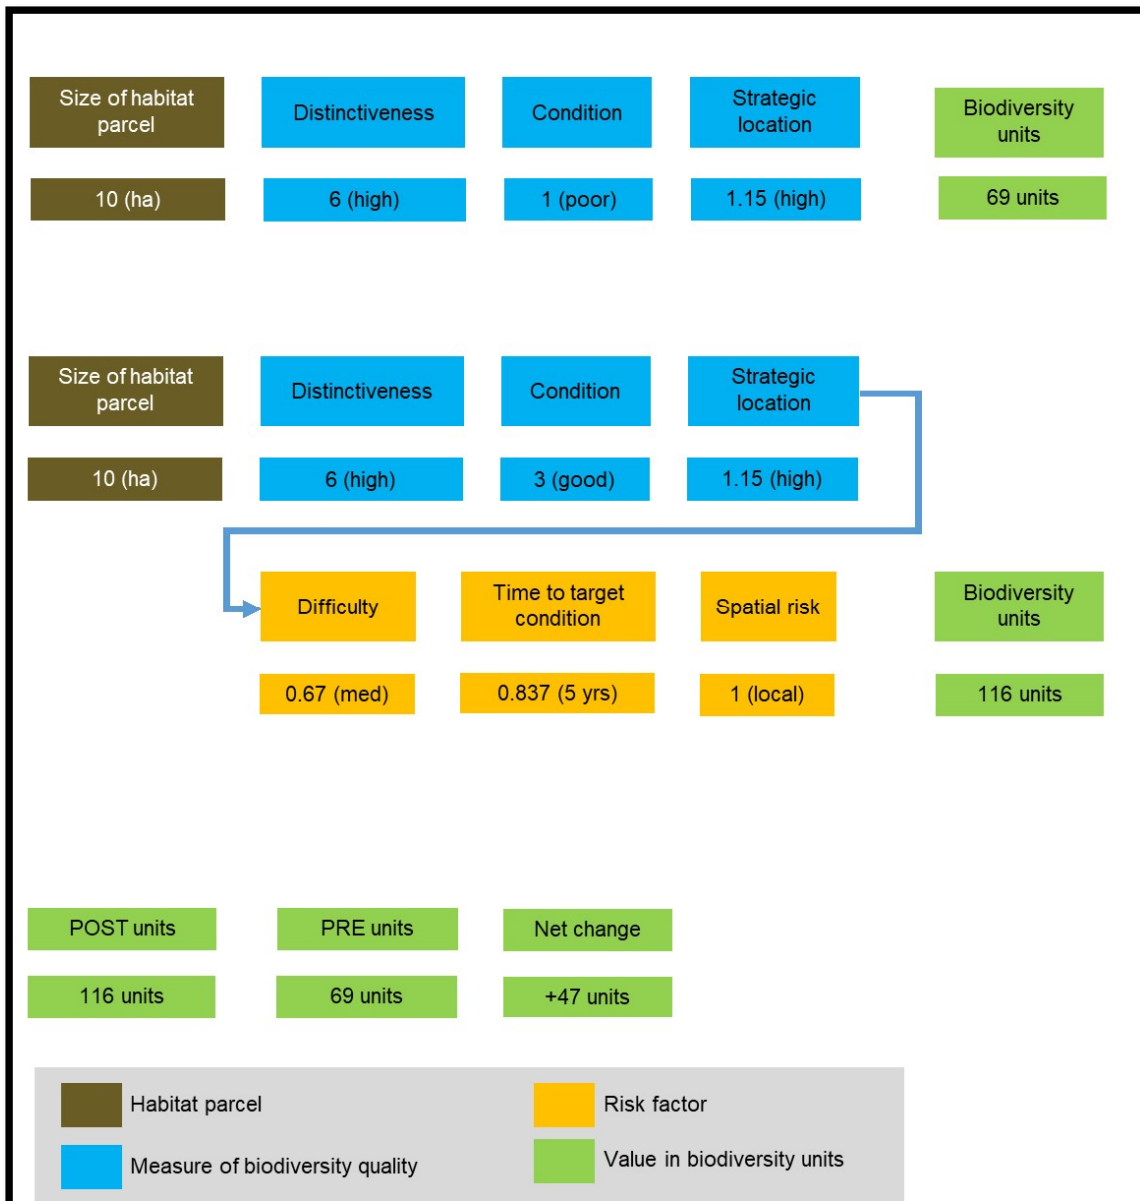 Size of habitat
parcel
Distinctiveness
Condition
Strategic
location
Biodiversity
units
10 (ha)
6 (high)
1 (poor)
1.15 (high)
69 units
Size of habitat
parcel
Distinctiveness
Condition
Strategic
location
10 (ha)
6 (high)
3 (good)
1.15 (high)
Difficulty
Time to target
condition
Spatial risk
Biodiversity
units
0.67 (med)
0.837 (5 yrs)
1 (local)
116 units
POST units
PRE units
Net change
116 units
69 units
+47 units
Habitat parcel
Risk factor
Measure of biodiversity quality
Value in biodiversity units